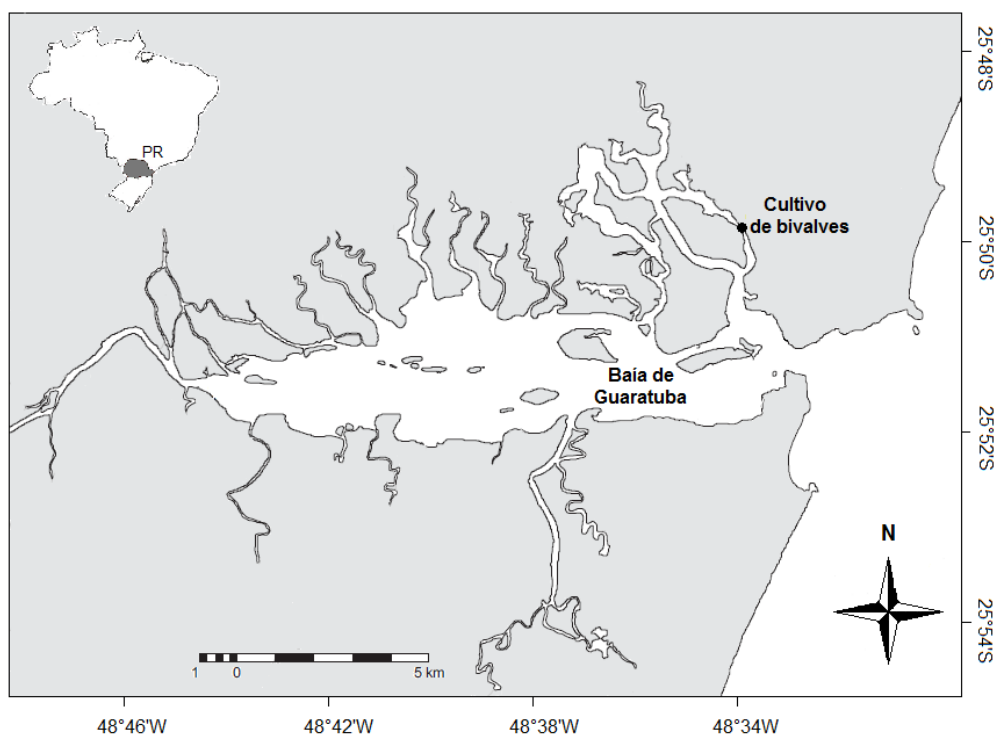 25°48'S
PR
Cultivo
de bivalves
25°50'S
Baía de
Guaratuba
25°52'S
N
25°54'S
1 0 5 km
48°46'W 48°42'W 48°38'W 48°34'W